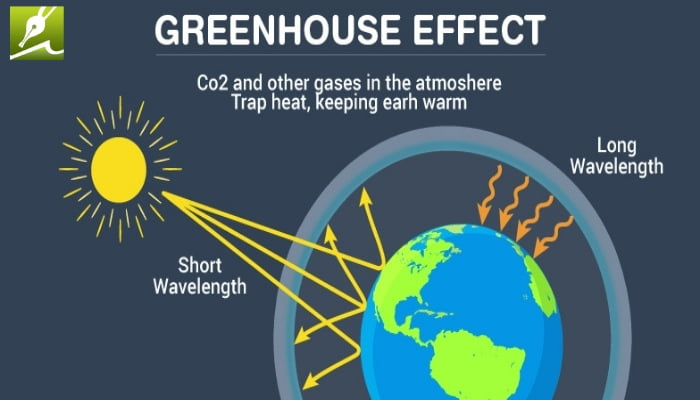 GREENHOUSE EFFECT
Co2 and other gases in the atmoshere
Trap heat, keeping earh warm
Long
Wavelength
Short
Wavelength